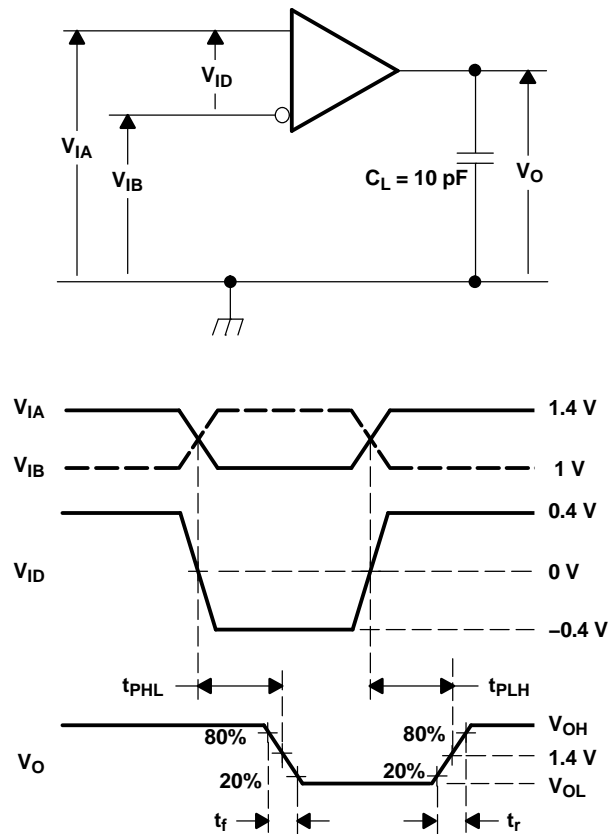 V_ID
V_IA
V_IB
C_L = 10 pF
V_O
V_IA
1.4 V
V_IB
1 V
0.4 V
V_ID
0 V
–0.4 V
t_PHL
t_PLH
V_OH
80%
80%
1.4 V
V_O
20%
20%
V_OL
t_f
t_r